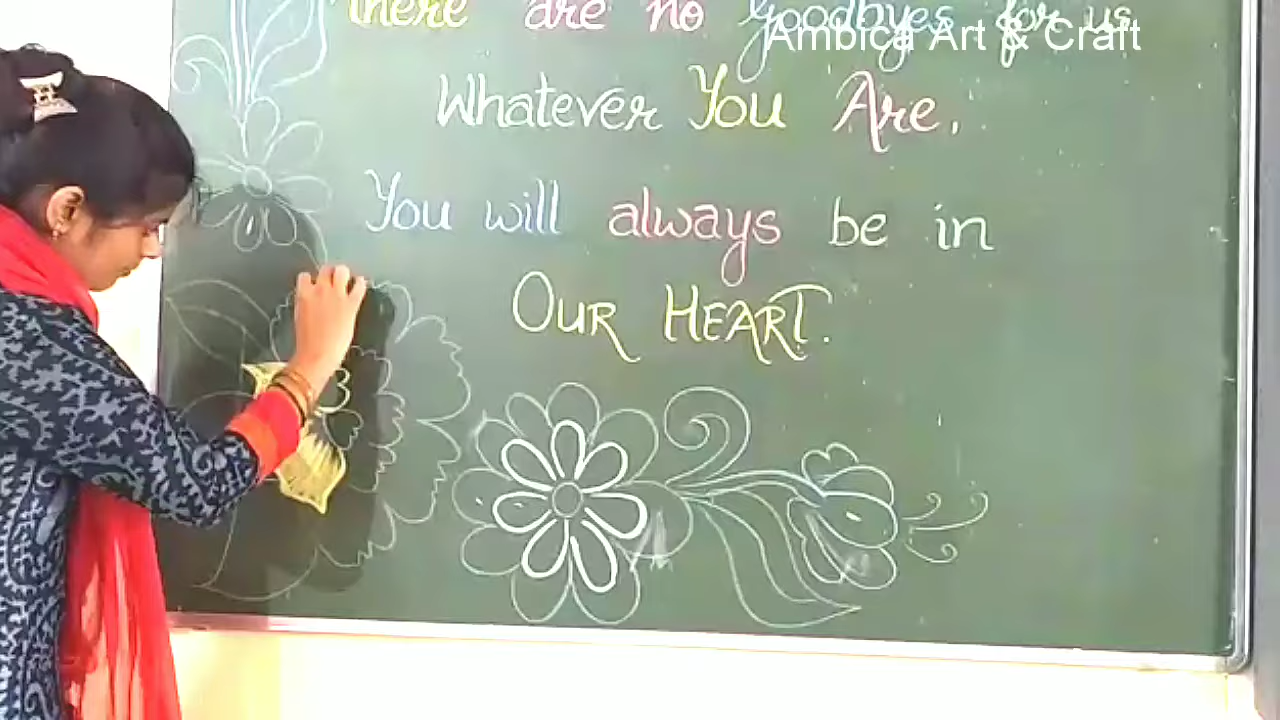 There are no Goodbyes for us
Ambica Art & Craft
Whatever You Are,
You will always be in
OUR HEART.